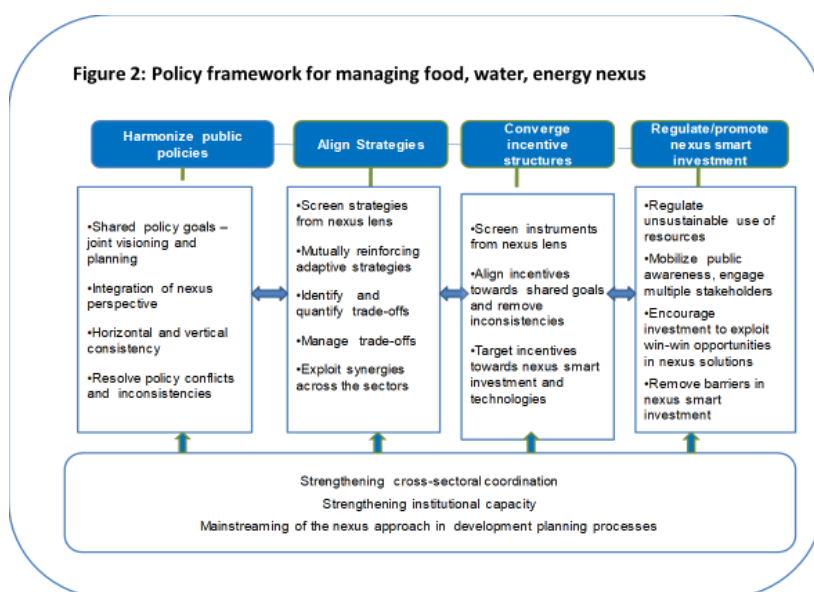 Figure 2: Policy framework for managing food, water, energy nexus
Harmonize public
policies
Align Strategies
Converge
incentive
structures
Regulate/promote
nexus smart
investment
•Shared policy goals –
joint visioning and
planning
•Integration of nexus
perspective
•Horizontal and vertical
consistency
•Resolve policy conflicts
and inconsistencies
•Screen strategies
from nexus lens
•Mutually reinforcing
adaptive strategies
•Identify and
quantify trade-offs
•Manage trade-offs
•Exploit synergies
across the sectors
•Screen instruments
from nexus lens
•Align incentives
towards shared goals
and remove
inconsistencies
•Target incentives
towards nexus smart
investment and
technologies
•Regulate
unsustainable use of
resources
•Mobilize public
awareness, engage
multiple stakeholders
•Encourage
investment to exploit
win-win opportunities
in nexus solutions
•Remove barriers in
nexus smart
investment
Strengthening cross-sectoral coordination
Strengthening institutional capacity
Mainstreaming of the nexus approach in development planning processes